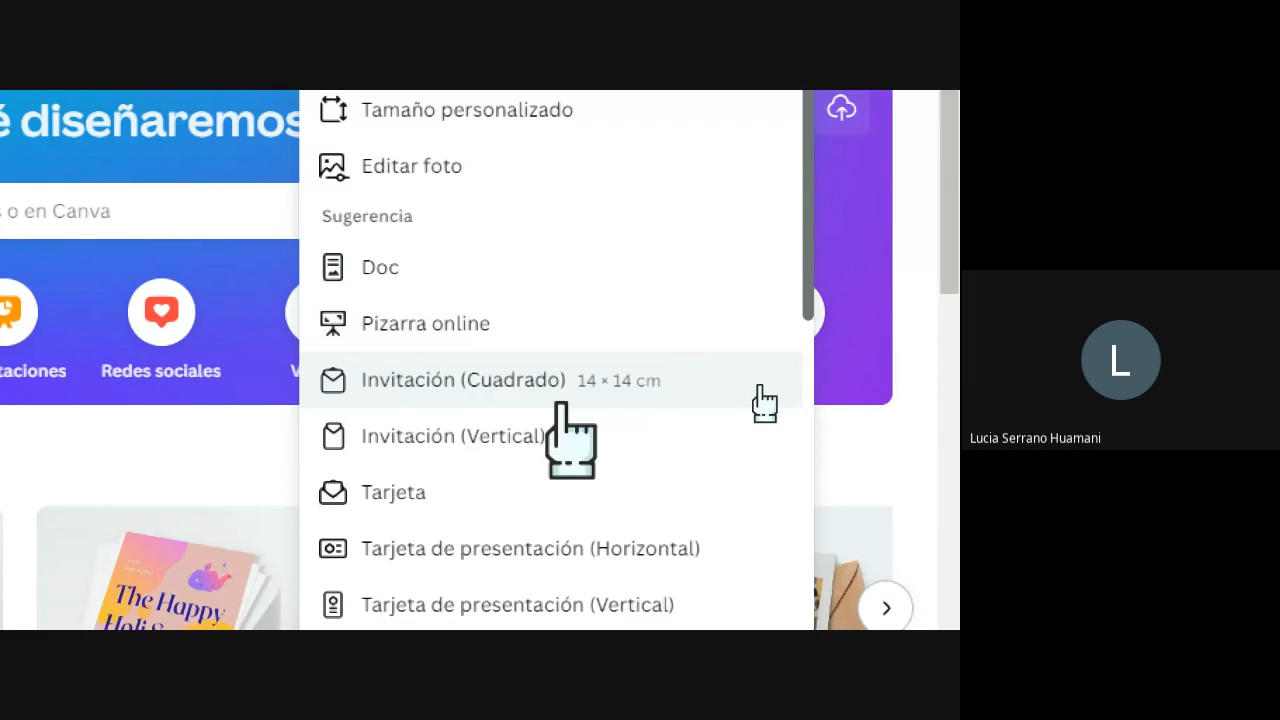 é diseñaremos
Tamaño personalizado
Editar foto
s o en Canva
Sugerencia
Doc
Pizarra online
taciones
Redes sociales
V
Invitación (Cuadrado) 14 × 14 cm
Invitación (Vertical)
Tarjeta
Tarjeta de presentación (Horizontal)
Tarjeta de presentación (Vertical)
The Happy
L
Lucia Serrano Huamani